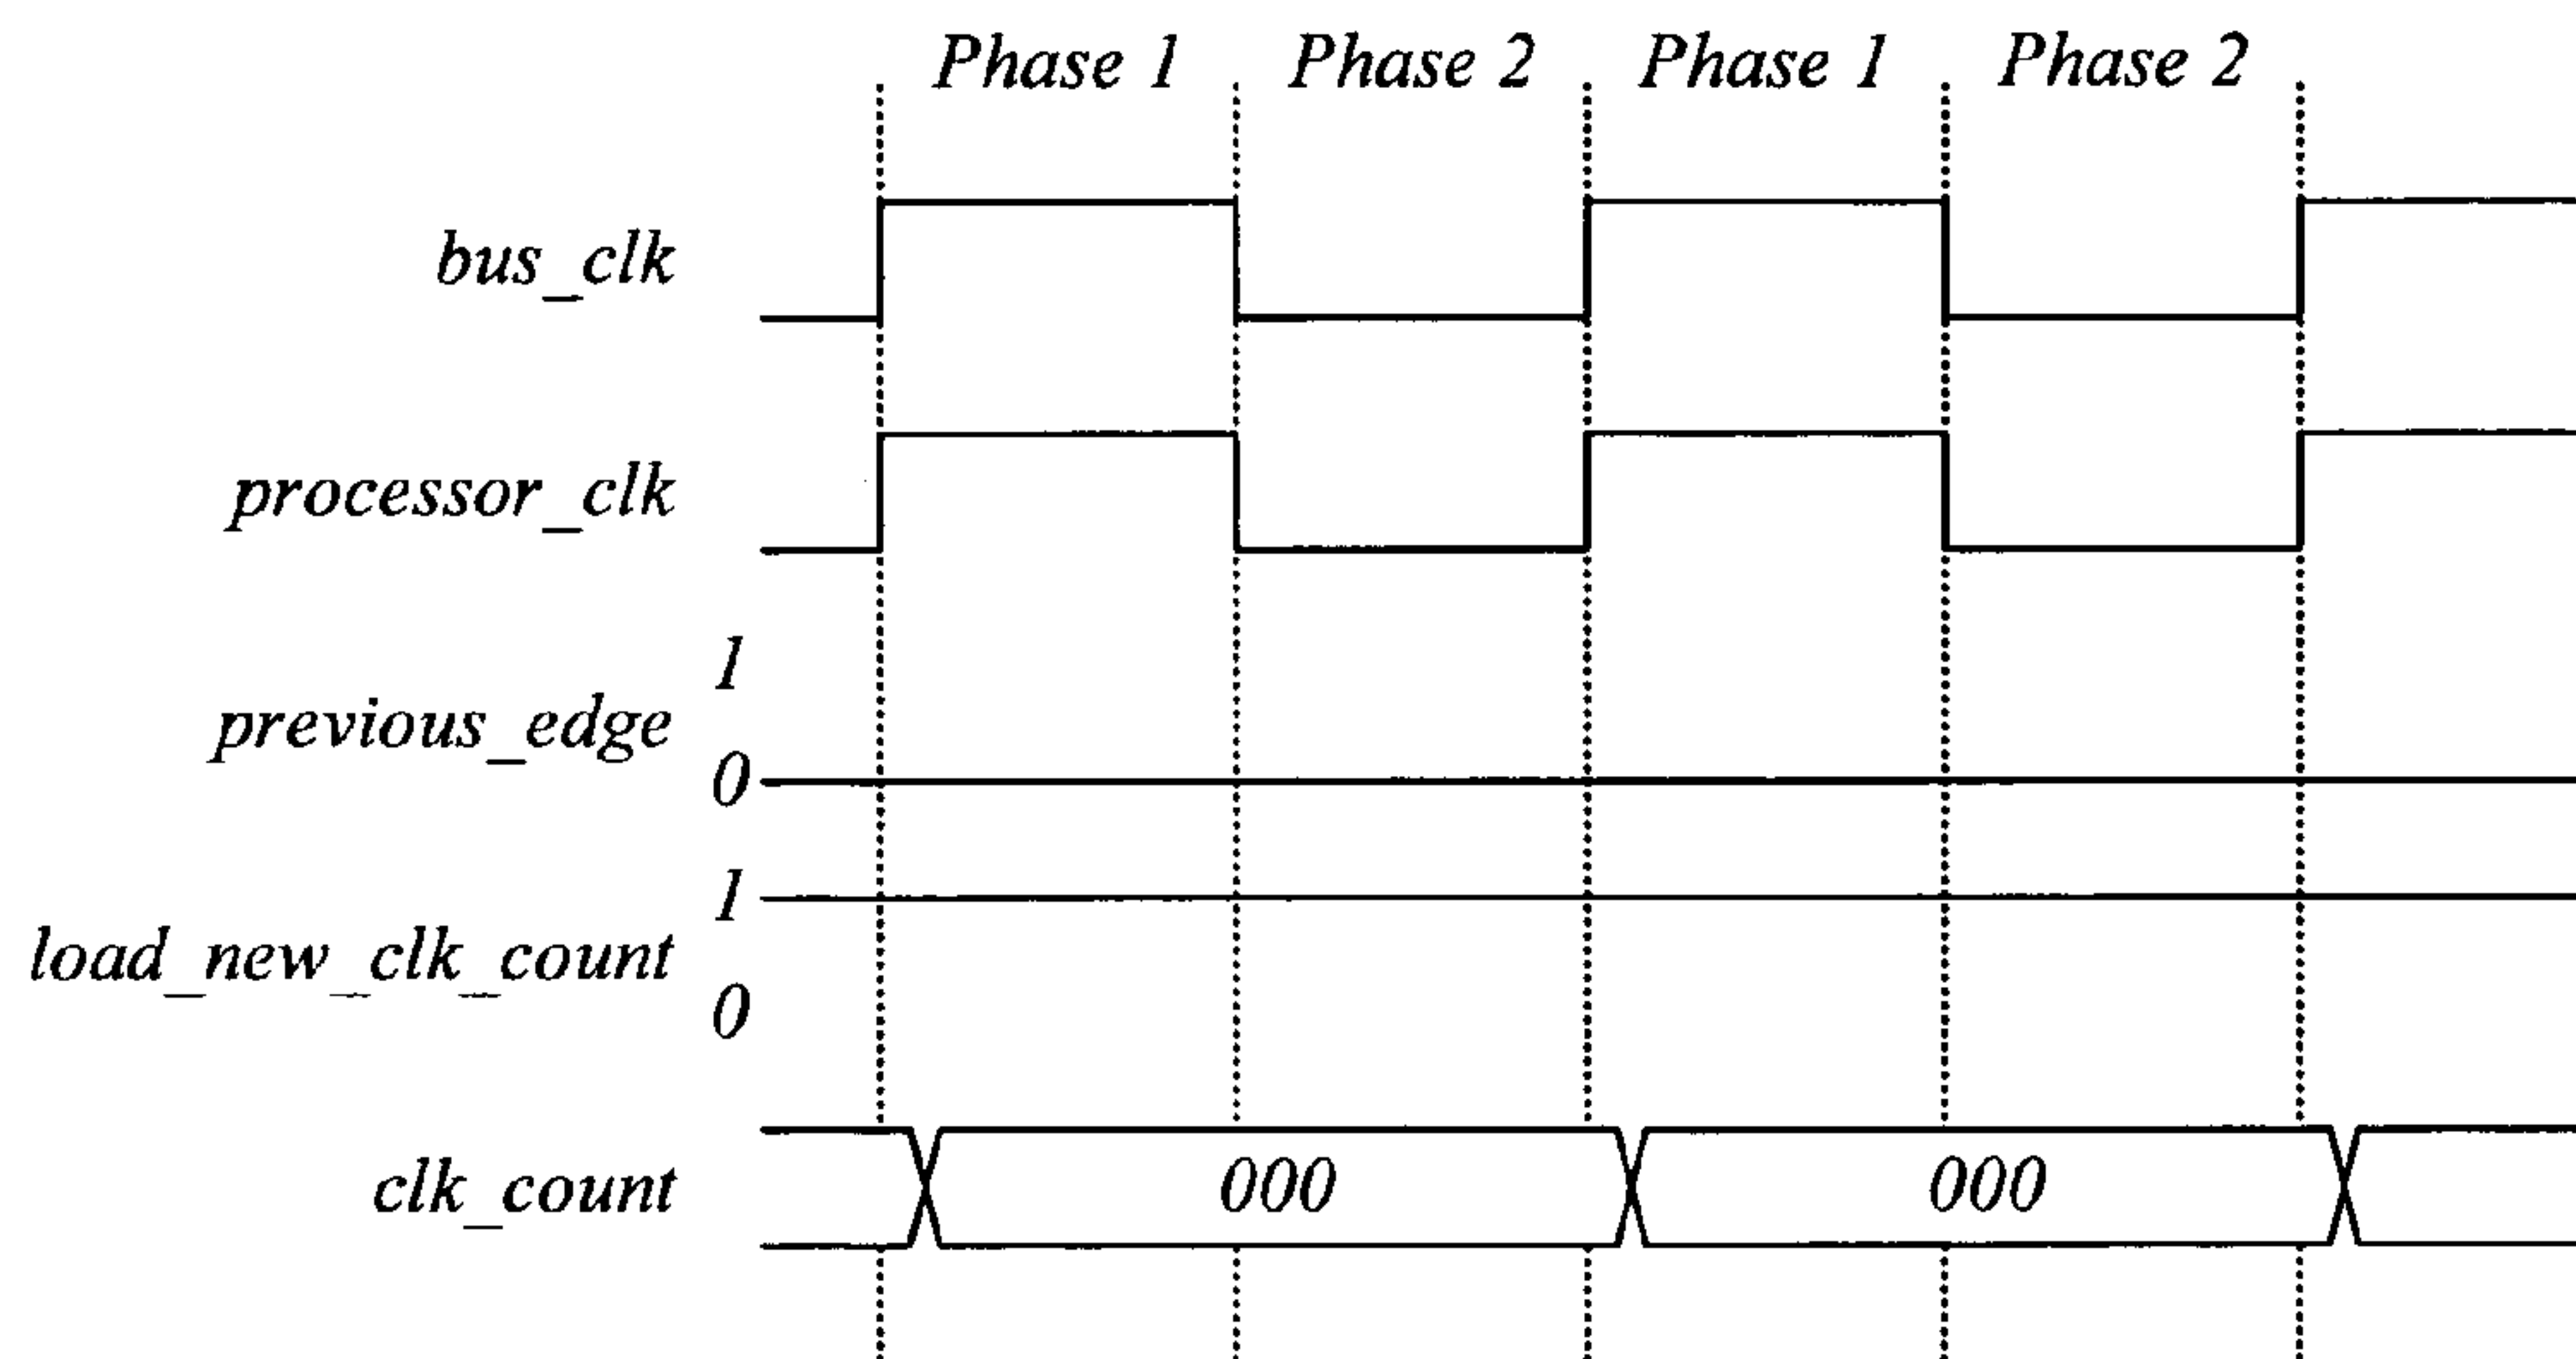 Phase 1 Phase 2 Phase 1 Phase 2
bus_clk
processor_clk
1
previous_edge
0
1
load_new_clk_count
0
clk_count 000 000